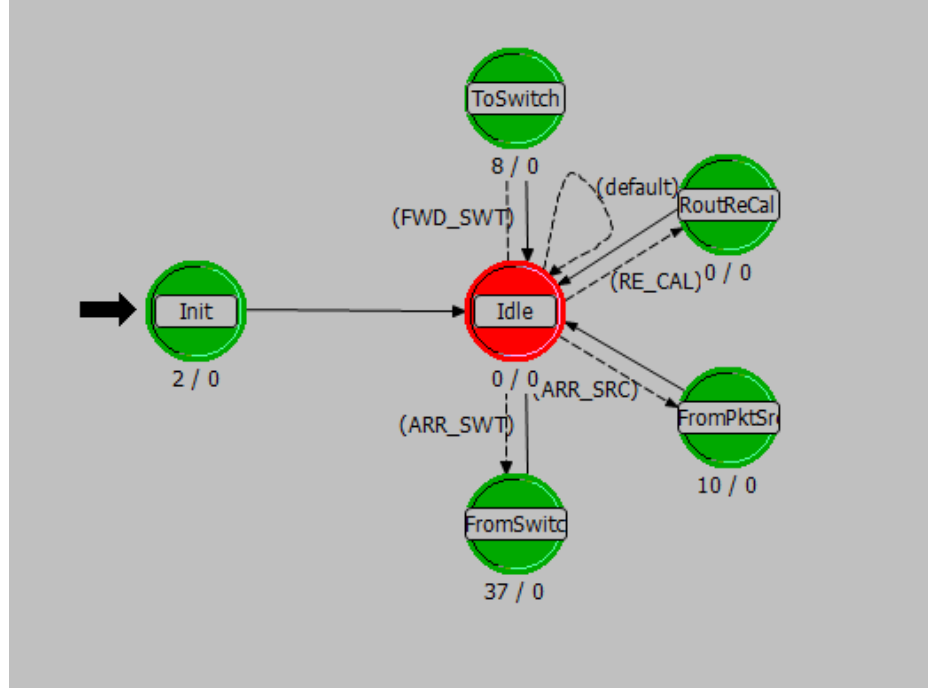 ToSwitch
8 / 0
(default)
RoutReCal
(FWD_SWT)
(RE_CAL)
0 / 0
Init
Idle
2 / 0
0 / 0
(ARR_SRC)
FromPktSr
(ARR_SWT)
10 / 0
FromSwitc
37 / 0